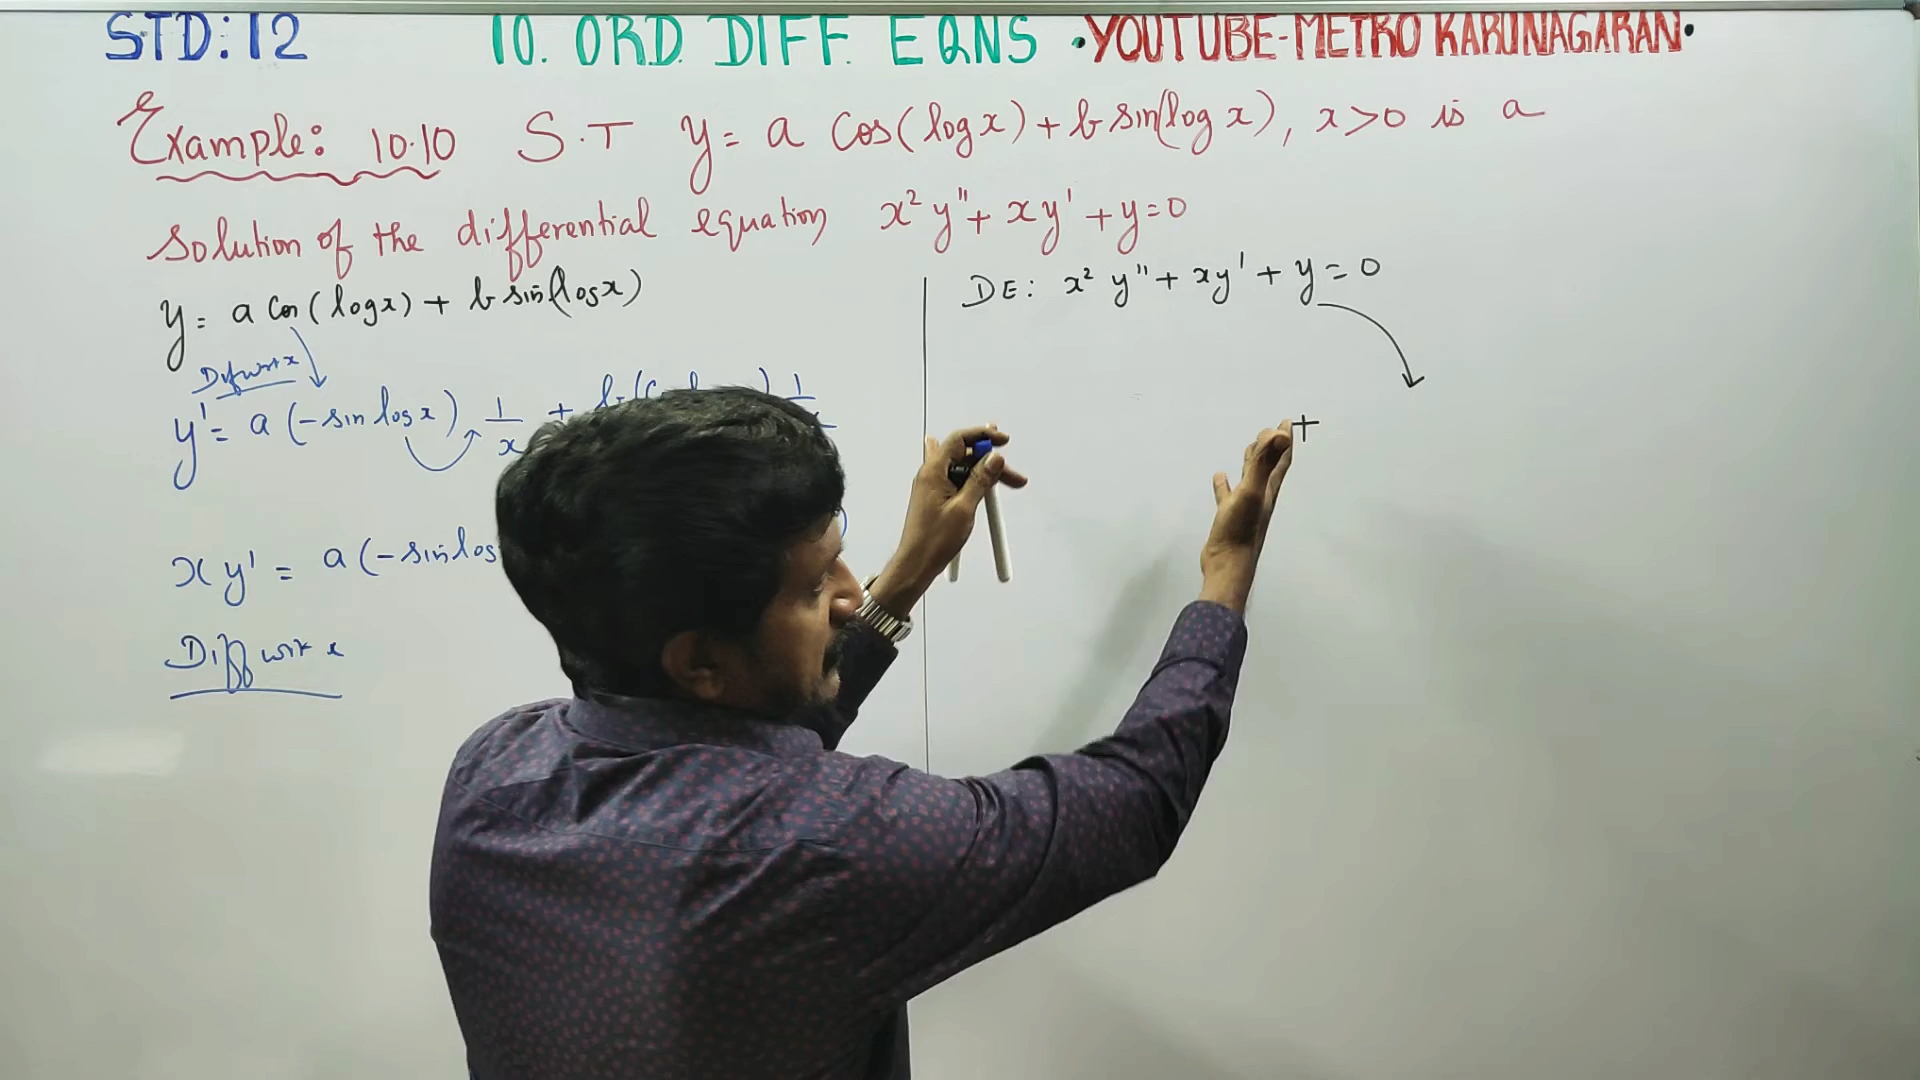 STD: 12 10. ORD. DIFF. EQNS •YOUTUBE-METRO KARUNAGARAN•
Example: 10.10 S.T y = a Cos(log x) + b sin(log x), x>0 is a
solution of the differential equation x² y'' + xy' + y = 0
y = a Cos(log x) + b sin(log x)
Diff w.r.t x
y' = a (-sin log x) 1/x + b(
xy' = a(-sin log
Diff w.r.t x
DE: x² y'' + xy' + y = 0
+